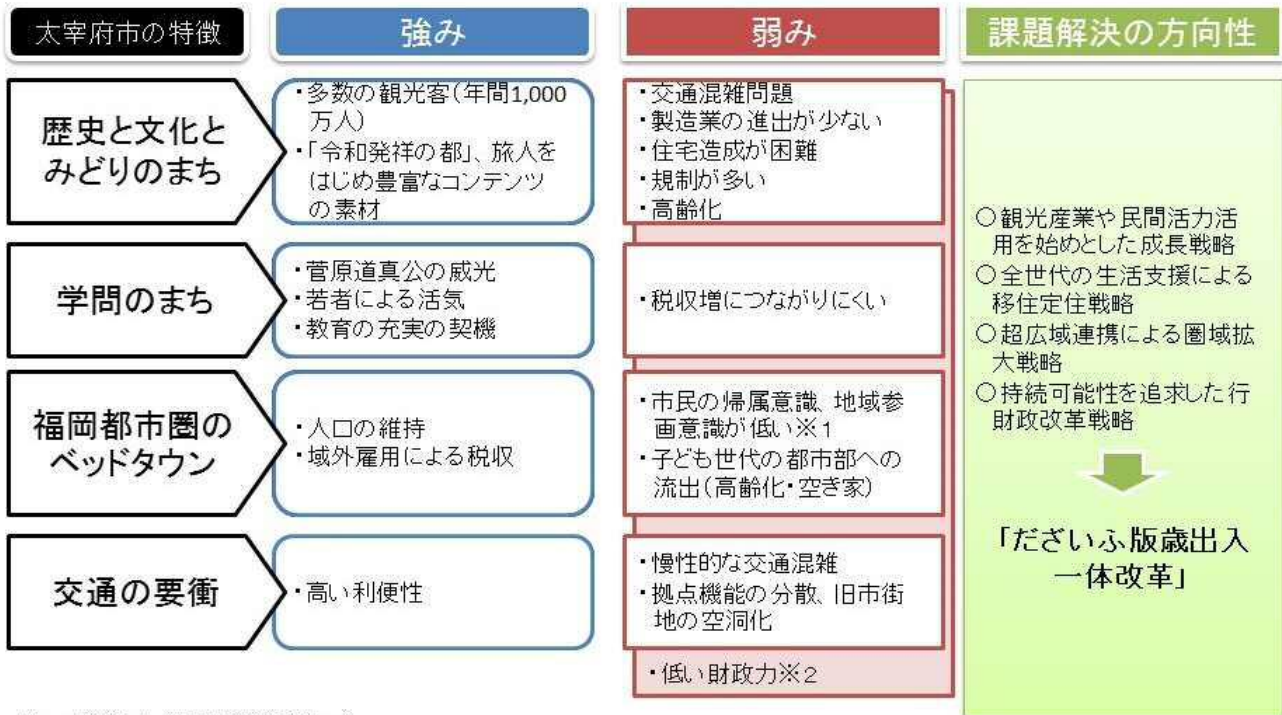 太宰府市の特徴
強み
弱み
課題解決の方向性
歴史と文化と
みどりのまち
・多数の観光客(年間1,000
万人)
・「令和発祥の都」、旅人を
はじめ豊富なコンテンツ
の素材
・交通混雑問題
・製造業の進出が少ない
・住宅造成が困難
・規制が多い
・高齢化
学問のまち
・菅原道真公の威光
・若者による活気
・教育の充実の契機
・税収増につながりにくい
福岡都市圏の
ベッドタウン
・人口の維持
・域外雇用による税収
・市民の帰属意識、地域参
画意識が低い※1
・子ども世代の都市部への
流出(高齢化・空き家)
交通の要衝
・高い利便性
・慢性的な交通混雑
・拠点機能の分散、旧市街
地の空洞化
・低い財政力※2
○観光産業や民間活力活
用を始めとした成長戦略
○全世代の生活支援による
移住定住戦略
○超広域連携による圏域拡
大戦略
○持続可能性を追求した行
財政改革戦略
「だざいふ版歳出入
一体改革」